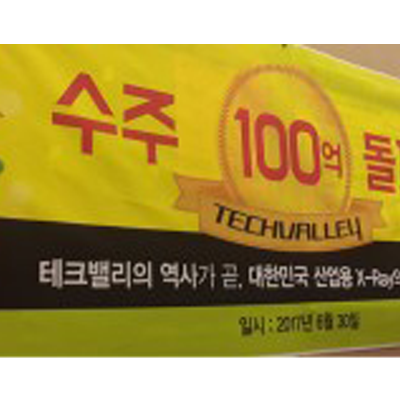 수주 100억 돌
TECHVALLEY
테크밸리의 역사가 곧, 대한민국 산업용 X-Ray의
일시 : 2017년 6월 30일